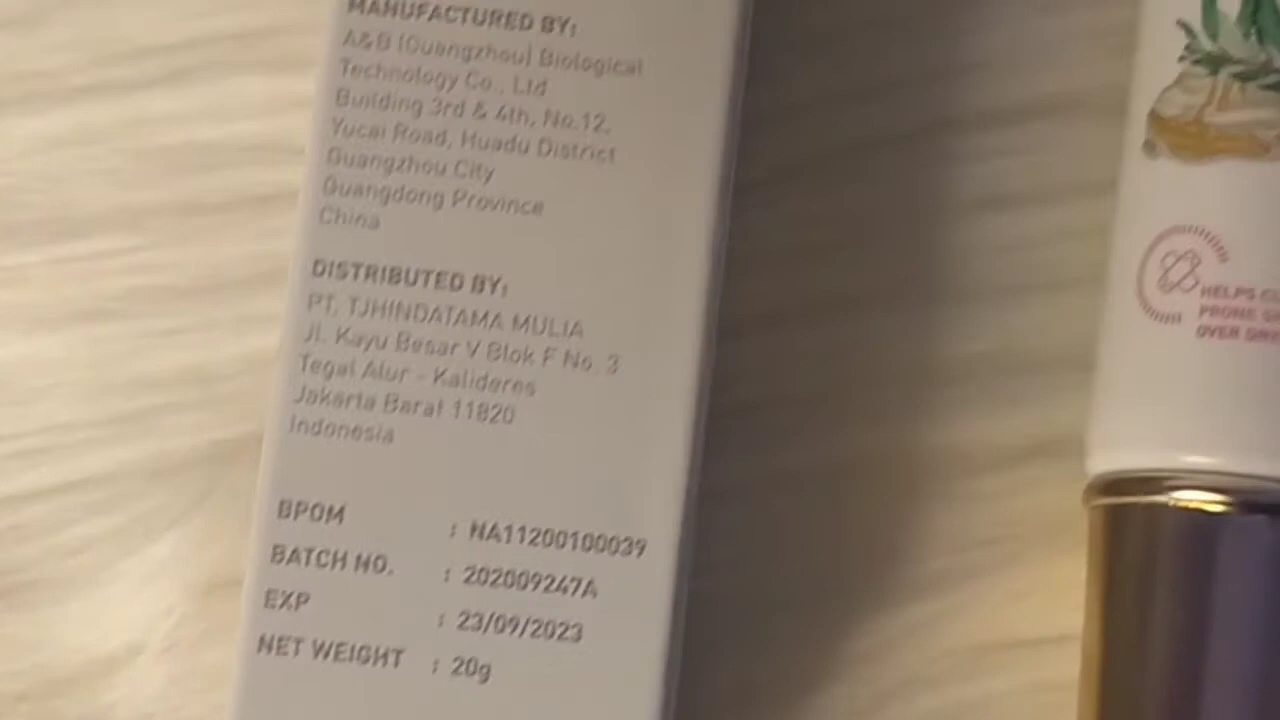 MANUFACTURED BY:
A&B (Guangzhou) Biological
Technology Co., Ltd
Building 3rd & 4th, No.12,
Yucai Road, Huadu District
Guangzhou City
Guangdong Province
China
DISTRIBUTED BY:
PT. TJHINDATAMA MULIA
Jl. Kayu Besar V Blok F No. 3
Tegal Alur - Kalideres
Jakarta Barat 11820
Indonesia
BPOM : NA11200100039
BATCH NO. : 202009247A
EXP : 23/09/2023
NET WEIGHT : 20g
HELPS
PRONE
OVER